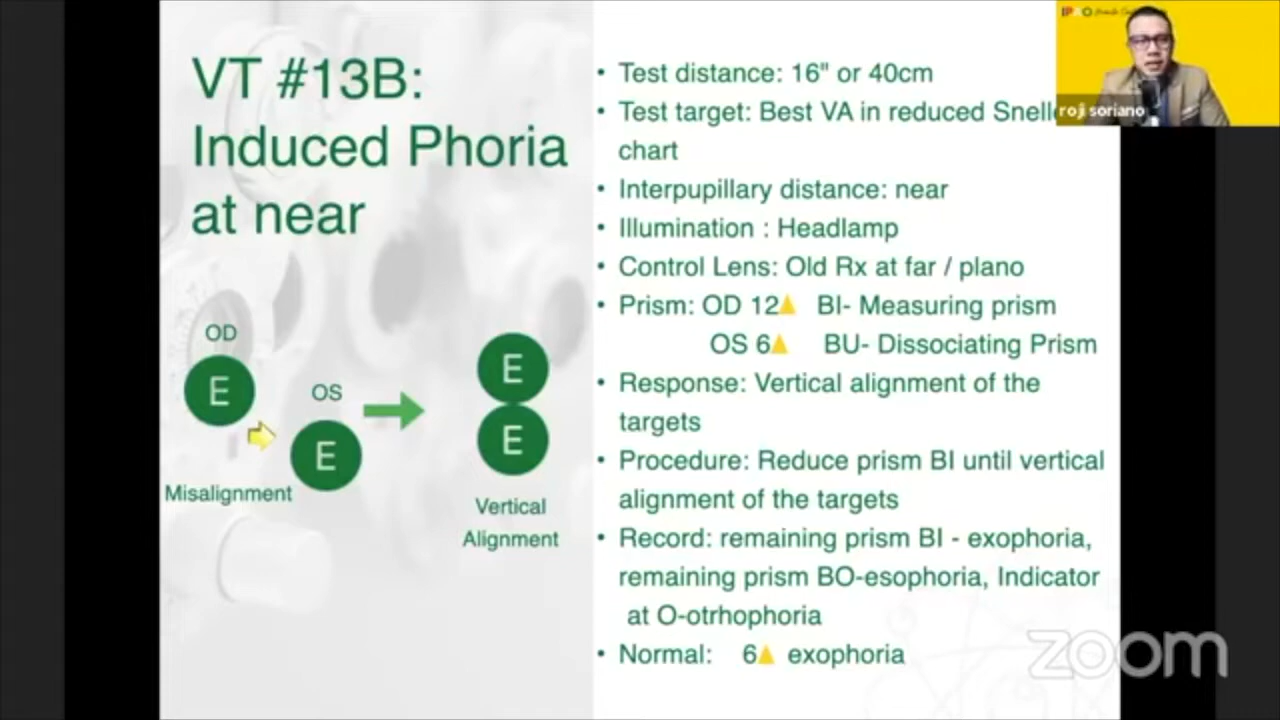 VT #13B:
Induced Phoria
at near
OD
E
OS
E
Misalignment
E
E
Vertical
Alignment
• Test distance: 16" or 40cm
• Test target: Best VA in reduced Snelle
chart
• Interpupillary distance: near
• Illumination : Headlamp
• Control Lens: Old Rx at far / plano
• Prism: OD 12 BI- Measuring prism
OS 6 BU- Dissociating Prism
• Response: Vertical alignment of the
targets
• Procedure: Reduce prism BI until vertical
alignment of the targets
• Record: remaining prism BI - exophoria,
remaining prism BO-esophoria, Indicator
at O-otrhophoria
• Normal: 6 exophoria
roji soriano
zoom